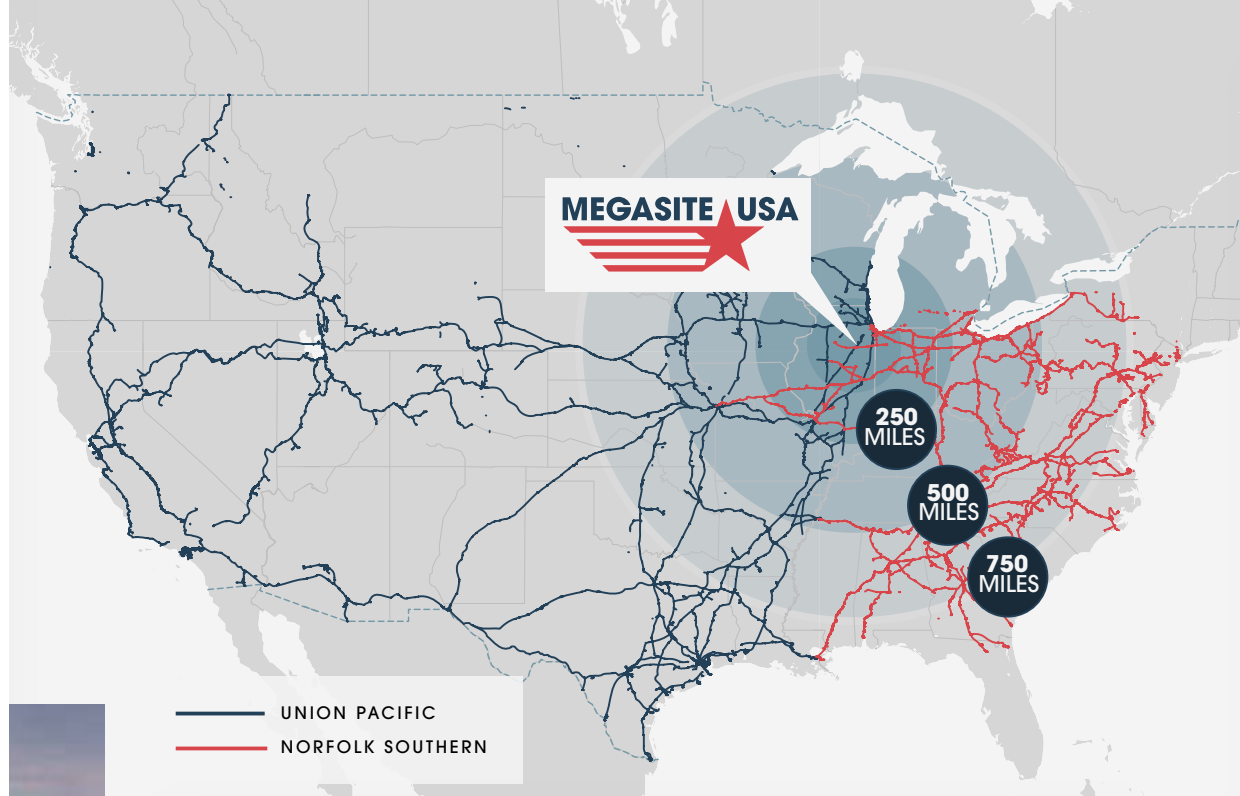 MEGASITE USA
250
MILES
500
MILES
750
MILES
UNION PACIFIC
NORFOLK SOUTHERN